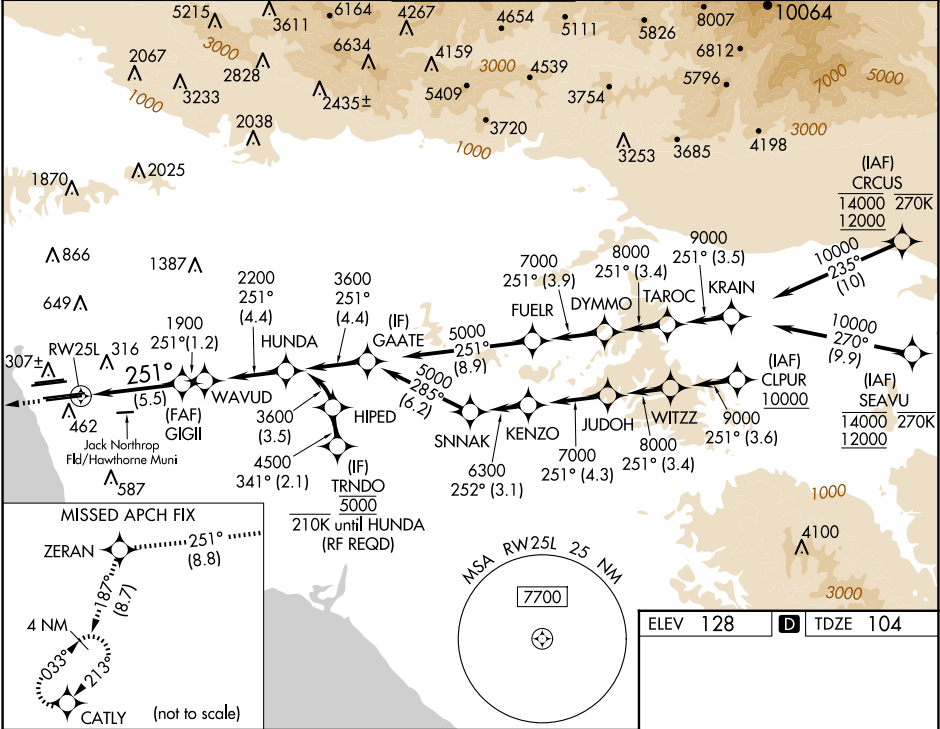 5215
3611
6164
4267
4654
5111
5826
8007
10064
3000
2067
2828
6634
4159
3000
4539
6812
7000
5000
1000
3233
2435±
5409
3754
5796
2038
3720
1000
3253
3685
4198
3000
2025
1870
(IAF)
CRCUS
14000 270K
12000
866
1387
649
10000
235°
(10)
9000
251° (3.5)
8000
251° (3.4)
7000
251° (3.9)
KRAIN
TAROC
DYMMO
FUELR
2200
251°
(4.4)
3600
251°
(4.4)
(IF)
GAATE
5000
251°
(8.9)
10000
270°
(9.9)
(IAF)
SEAVU
14000 270K
12000
1900
251°(1.2)
HUNDA
RW25L
316
307±
251°
(5.5)
WAVUD
(FAF)
GIGII
462
Jack Northrop
Fld/Hawthorne Muni
587
3600
(3.5)
HIPED
4500
341° (2.1)
(IF)
TRNDO
5000
210K until HUNDA
(RF REQD)
5000
285°
(6.2)
SNNAK
KENZO
JUDOH
WITZZ
(IAF)
CLPUR
10000
6300
252° (3.1)
7000
251° (4.3)
8000
251° (3.4)
9000
251° (3.6)
1000
4100
3000
MISSED APCH FIX
ZERAN
251°
(8.8)
187°
(8.7)
4 NM
033°
213°
CATLY
(not to scale)
MSA RW25L 25 NM
7700
ELEV 128 D TDZE 104